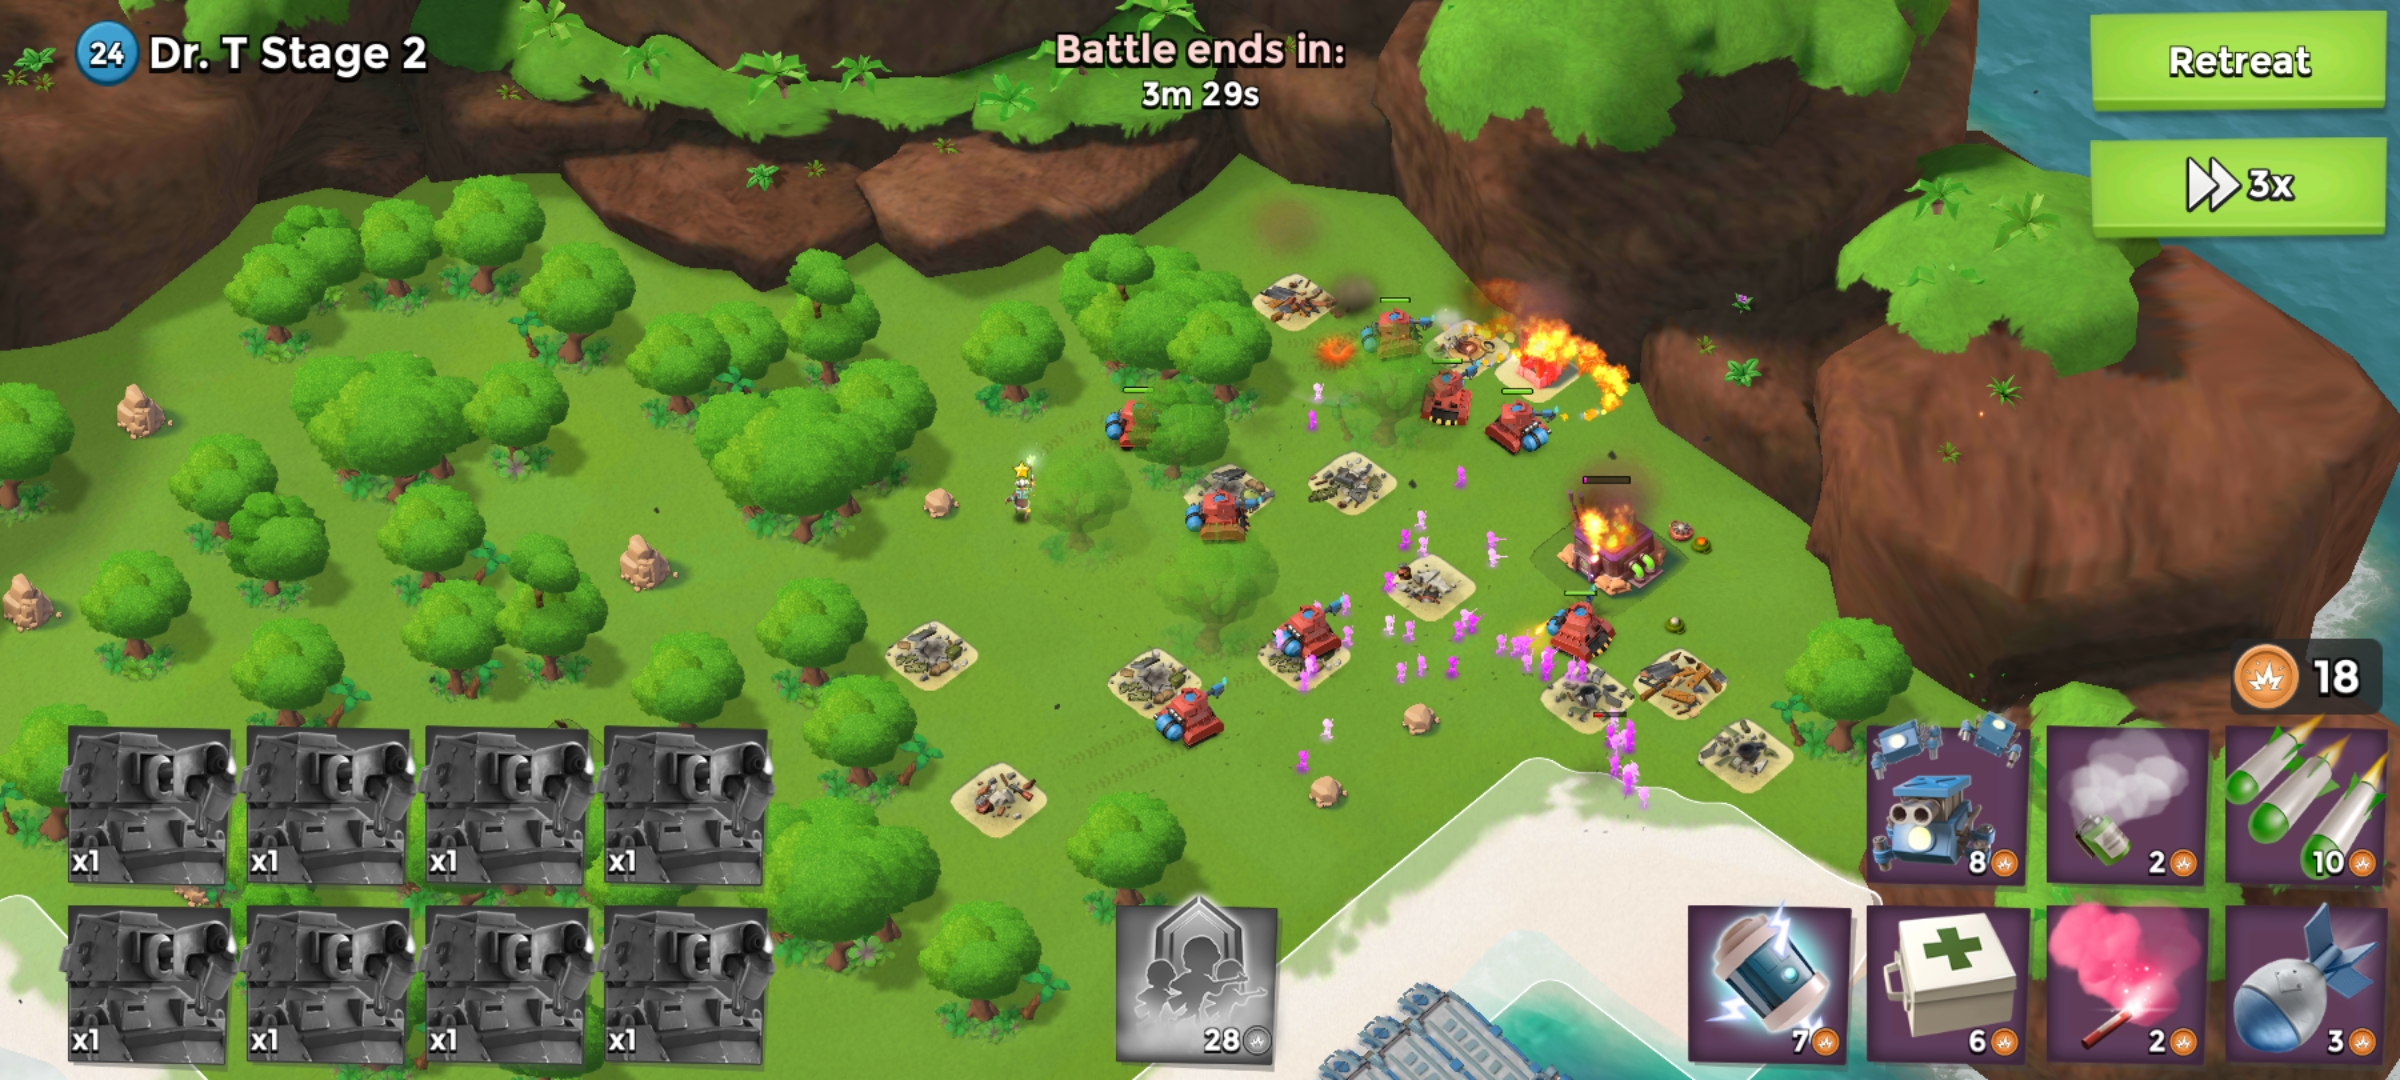 24 Dr. T Stage 2
Battle ends in:
3m 29s
Retreat
3x
18
8
2
10
x1
x1
x1
x1
x1
x1
x1
x1
28
7
6
2
3